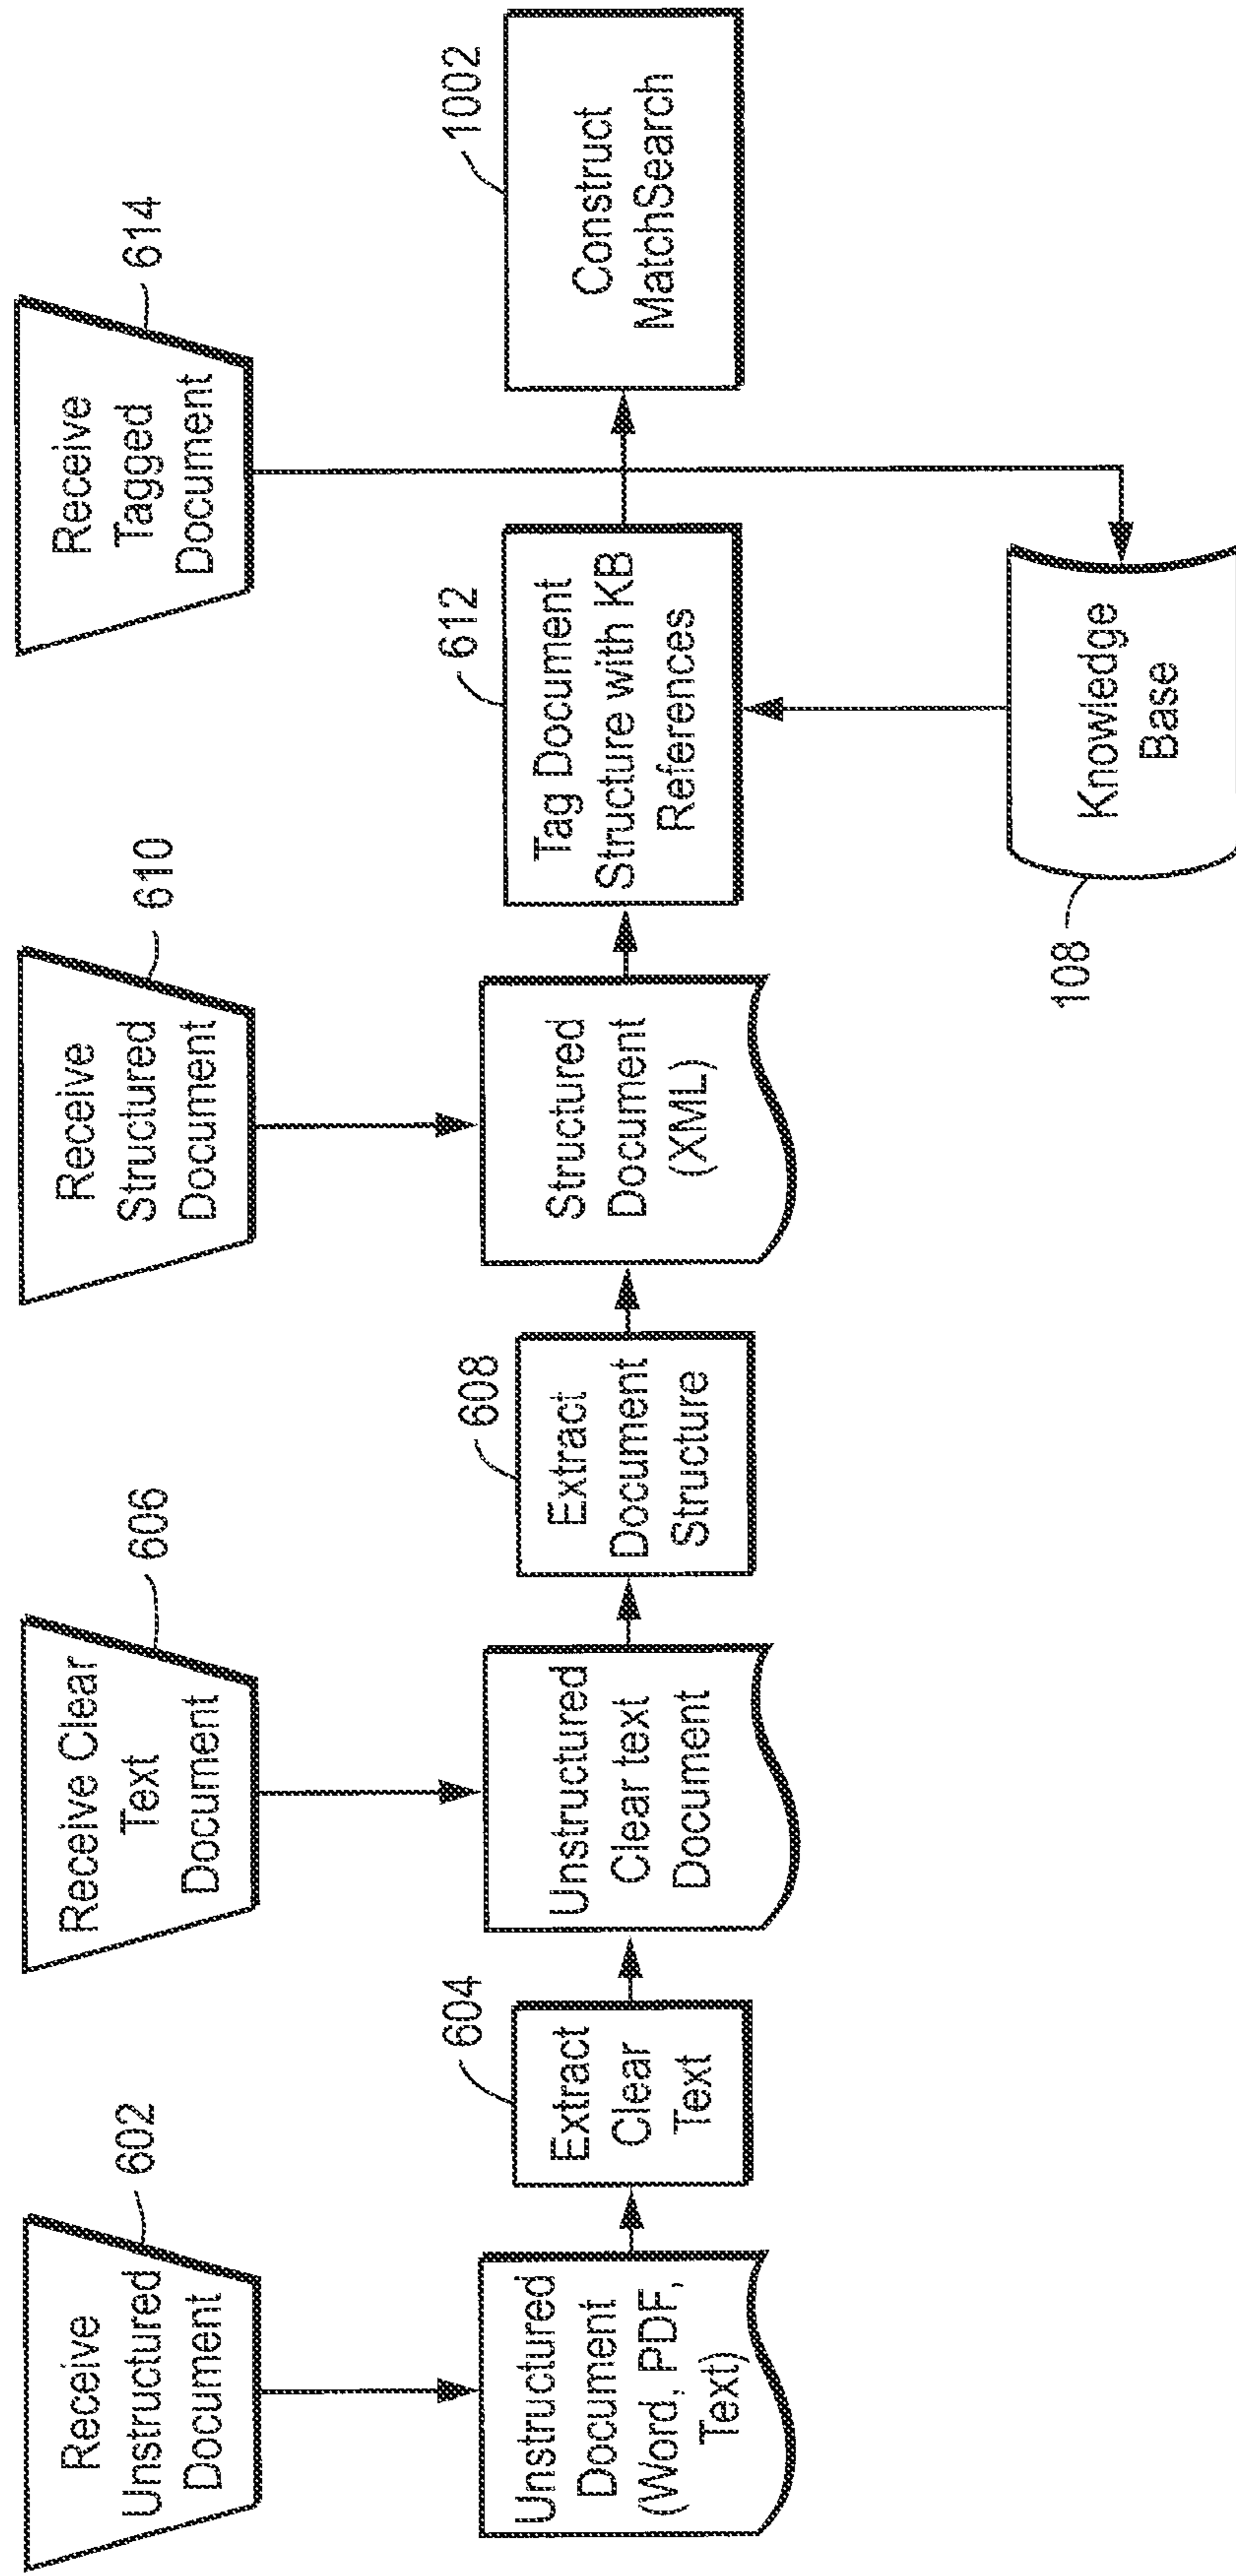 Receive
Unstructured
Document
602
Receive Clear
Text
Document
606
Receive
Structured
Document
610
Receive
Tagged
Document
614
Unstructured
Document
(Word, PDF,
Text)
604
Extract
Clear
Text
Unstructured
Clear text
Document
608
Extract
Document
Structure
Structured
Document
(XML)
612
Tag Document
Structure with KB
References
1002
Construct
MatchSearch
108
Knowledge
Base